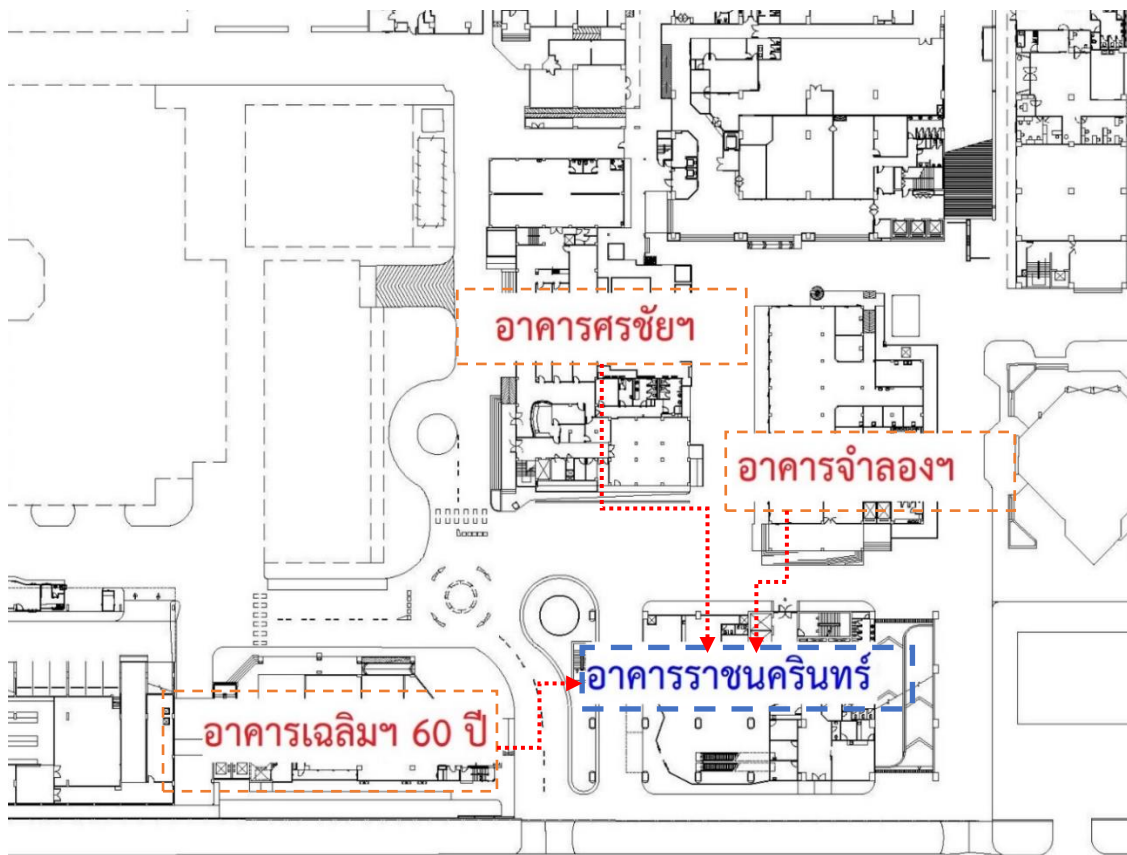 อาคารศรชัยฯ
อาคารจำลองฯ
อาคารราชนครินทร์
อาคารเฉลิมฯ 60 ปี